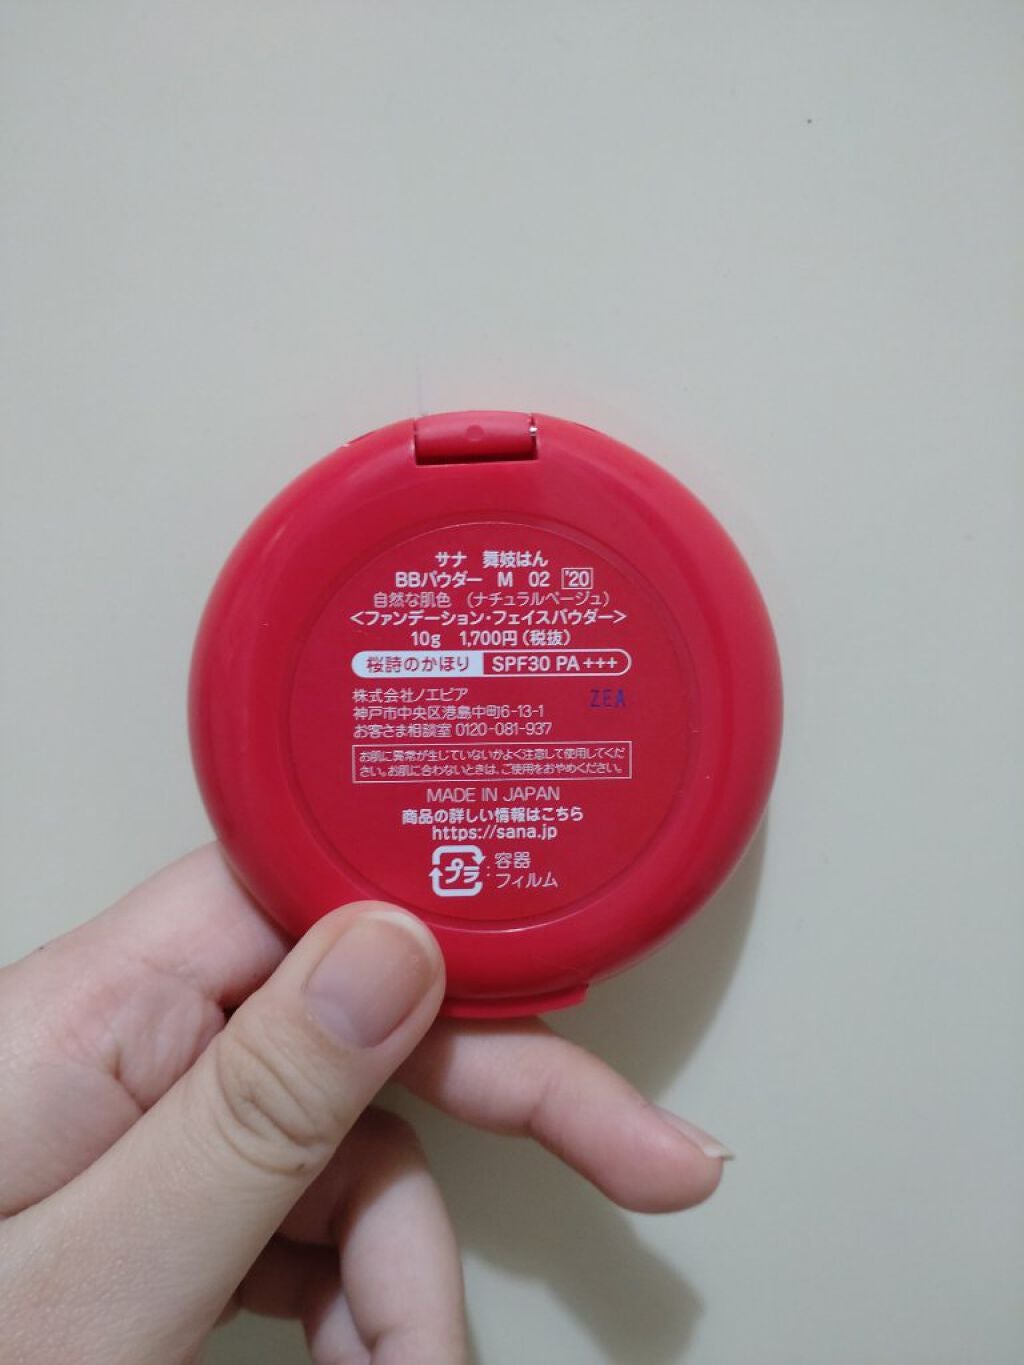 サナ 舞妓はん
BBパウダー M 02 '20
自然な肌色 (ナチュラルベージュ)
<ファンデーション・フェイスパウダー>
10g 1,700円(税抜)
桜詩のかほり SPF30 PA+++
株式会社ノエビア
ZEA
神戸市中央区港島中町6-13-1
お客さま相談室 0120-081-937
お肌に異常が生じていないかよく注意して使用してくだ
さい。お肌に合わないときは、ご使用をおやめください。
MADE IN JAPAN
商品の詳しい情報はこちら
https://sana.jp
プラ : 容器
フィルム